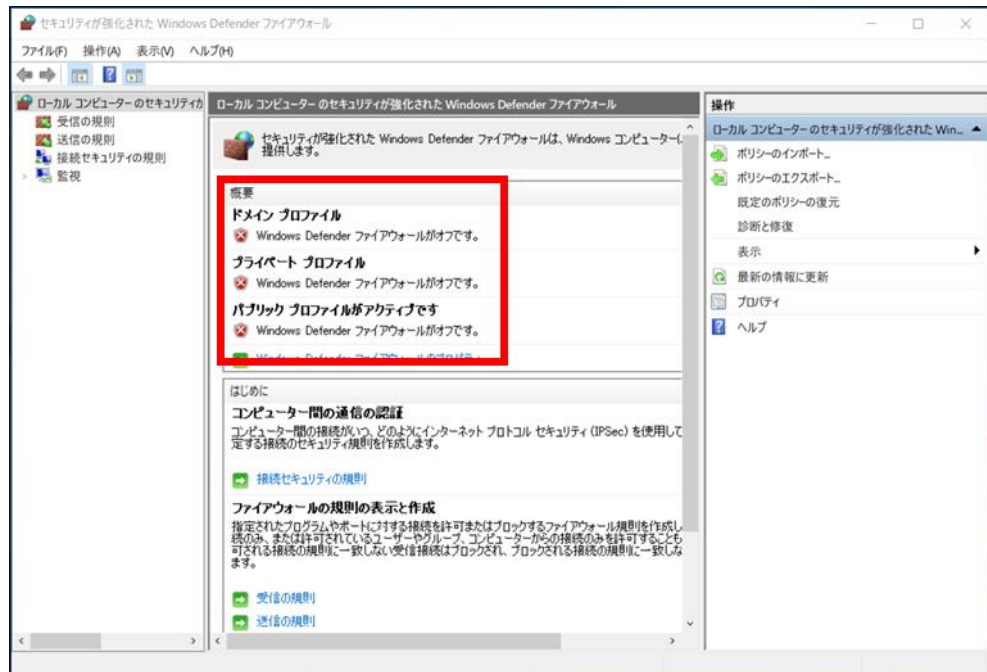 セキュリティが強化された Windows Defender ファイアウォール
ファイル(F) 操作(A) 表示(V) ヘルプ(H)
ローカル コンピューター のセキュリティカ
受信の規則
送信の規則
接続セキュリティの規則
監視
ローカル コンピューター のセキュリティが強化された Windows Defender ファイアウォール
セキュリティが強化された Windows Defender ファイアウォールは、Windows コンピューターに
提供します。
概要
ドメイン プロファイル
Windows Defender ファイアウォールがオフです。
プライベート プロファイル
Windows Defender ファイアウォールがオフです。
パブリック プロファイルがアクティブです
Windows Defender ファイアウォールがオフです。
Windows Defender ファイアウォールのプロパティ
はじめに
コンピューター間の通信の認証
コンピューター間の接続がいつ、どのようにインターネット プロトコル セキュリティ (IPSec) を使用して
定する接続のセキュリティ規則を作成します。
接続セキュリティの規則
ファイアウォールの規則の表示と作成
指定されたプログラムやポートに対する接続を許可またはブロックするファイアウォール規則を作成し
続のみ、または許可されているユーザーやグループ、コンピューターからの接続のみを許可することも
可される接続の規則に一致しない受信接続はブロックされ、ブロックされる接続の規則に一致しな
ます。
受信の規則
送信の規則
操作
ローカル コンピューター のセキュリティが強化された Win...
ポリシーのインポート...
ポリシーのエクスポート...
既定のポリシーの復元
診断と修復
表示
最新の情報に更新
プロパティ
ヘルプ